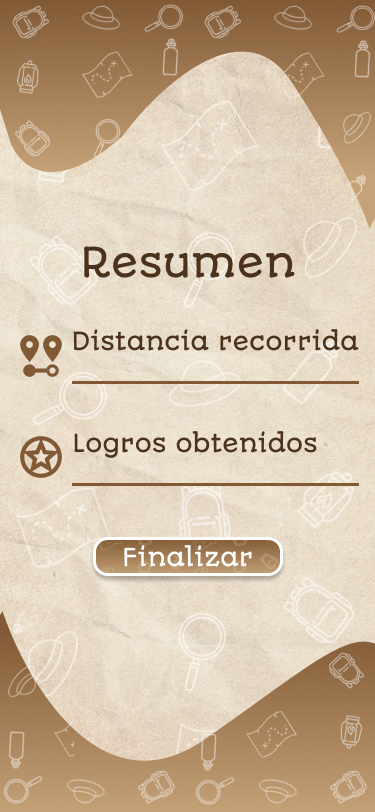 Resumen
Distancia recorrida
Logros obtenidos
Finalizar